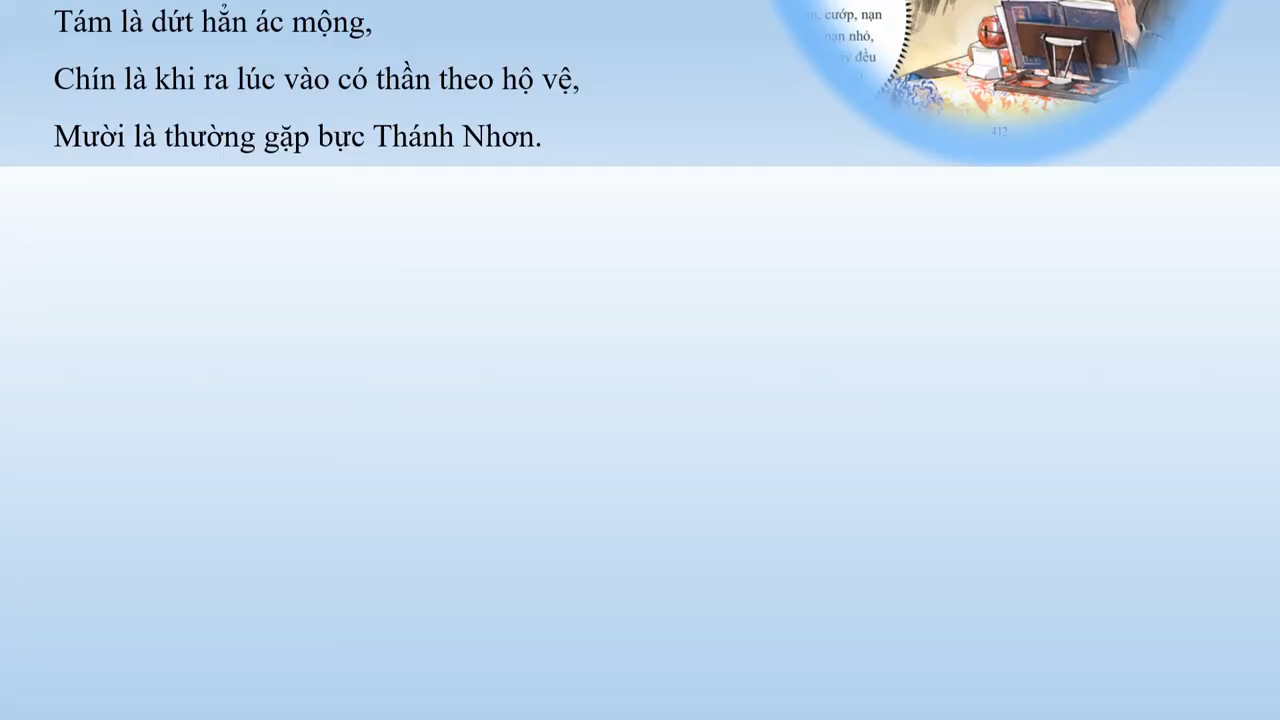 Tám là dứt hẳn ác mộng,
Chín là khi ra lúc vào có thần theo hộ vệ,
Mười là thường gặp bực Thánh Nhơn.
cướp, nạn
nạn nhỏ,
đều
412